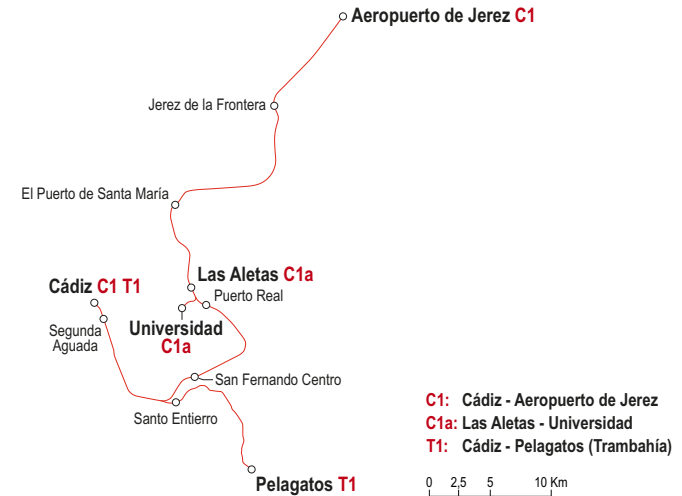 Aeropuerto de Jerez C1
Jerez de la Frontera
El Puerto de Santa María
Las Aletas C1a
Cádiz C1 T1
Puerto Real
Segunda
Aguada
Universidad
C1a
San Fernando Centro
Santo Entierro
Pelagatos T1
C1: Cádiz - Aeropuerto de Jerez
C1a: Las Aletas - Universidad
T1: Cádiz - Pelagatos (Trambahía)
0 2,5 5 10 Km